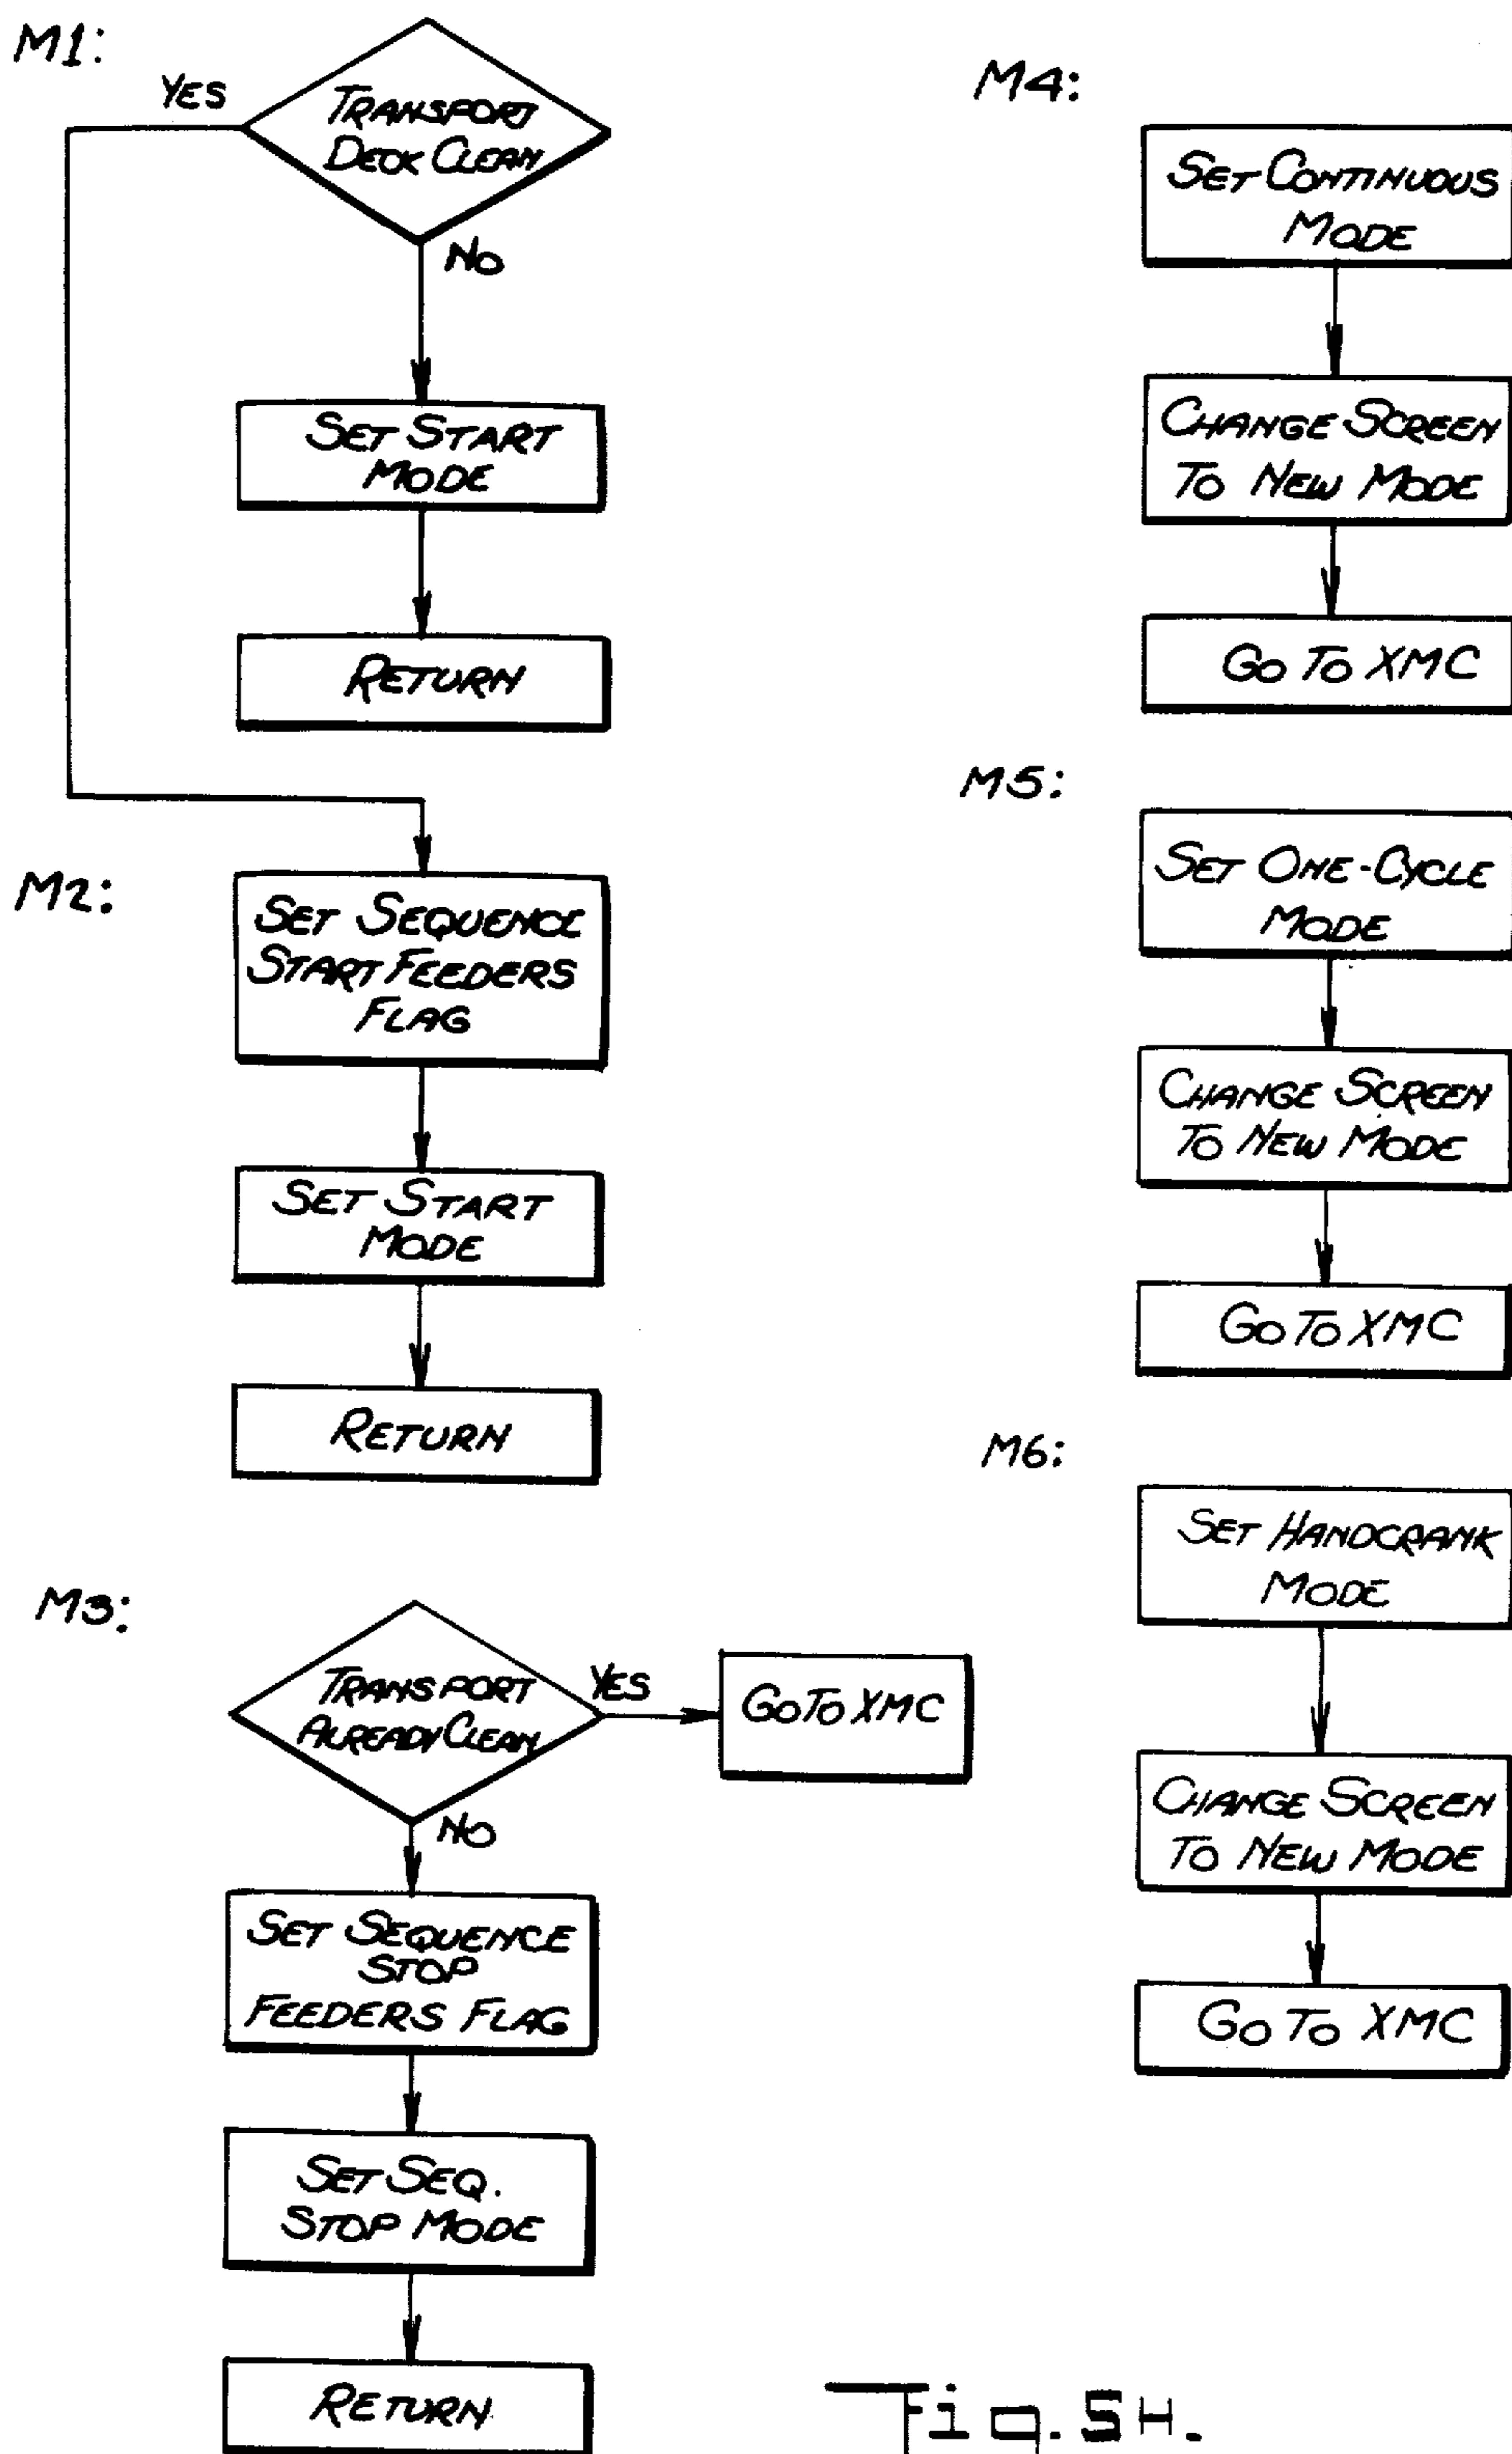 M1:
YES
TRANSPORT
DECK CLEAN
NO
SET START
MODE
RETURN
M2:
SET SEQUENCE
START FEEDERS
FLAG
SET START
MODE
RETURN
M3:
TRANSPORT
ALREADY CLEAN
YES
GO TO XMC
NO
SET SEQUENCE
STOP
FEEDERS FLAG
SET SEQ.
STOP MODE
RETURN
M4:
SET CONTINUOUS
MODE
CHANGE SCREEN
TO NEW MODE
GO TO XMC
M5:
SET ONE-CYCLE
MODE
CHANGE SCREEN
TO NEW MODE
GO TO XMC
M6:
SET HANDCRANK
MODE
CHANGE SCREEN
TO NEW MODE
GO TO XMC
Fig. 5H.